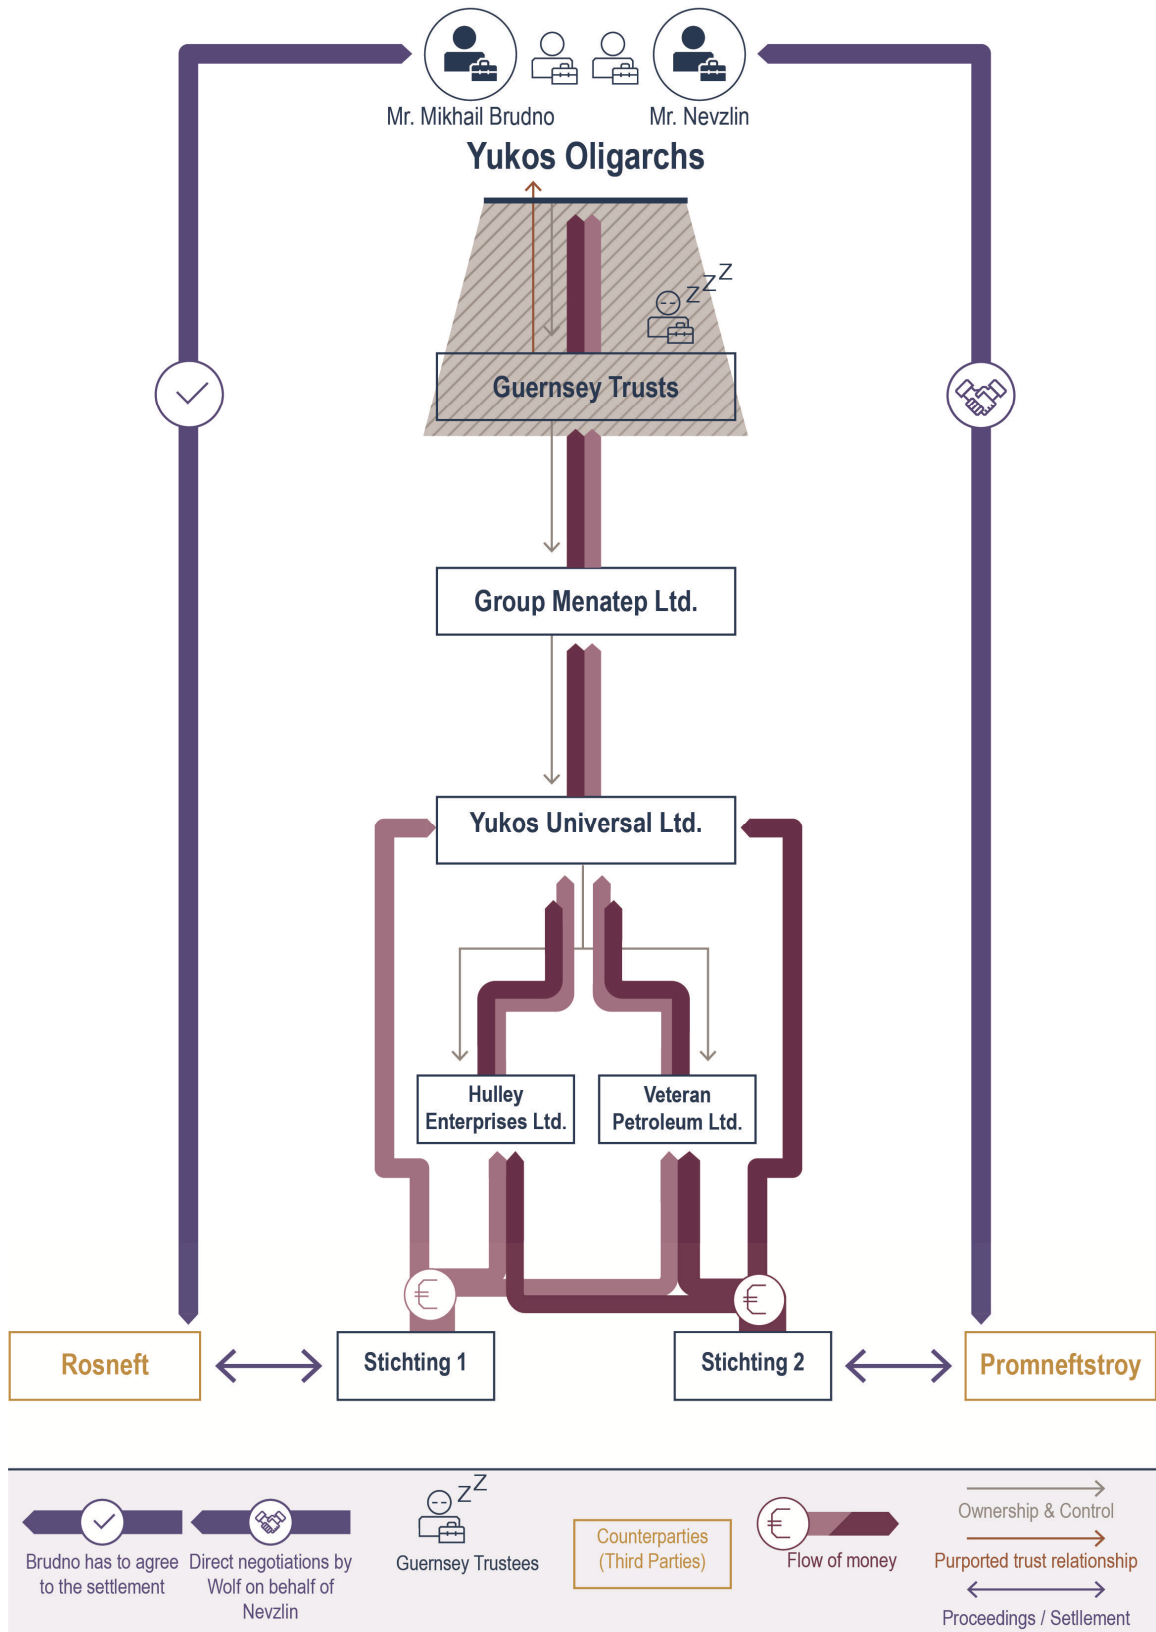 Mr. Mikhail Brudno
Mr. Nevzlin
Yukos Oligarchs
Z Z Z
Guernsey Trusts
Group Menatep Ltd.
Yukos Universal Ltd.
Hulley
Enterprises Ltd.
Veteran
Petroleum Ltd.
€
€
Rosneft
Stichting 1
Stichting 2
Promneftstroy
Brudno has to agree
to the settlement
Direct negotiations by
Wolf on behalf of
Nevzlin
Z Z
Guernsey Trustees
Counterparties
(Third Parties)
€
Flow of money
Ownership & Control
Purported trust relationship
Proceedings / Setllement